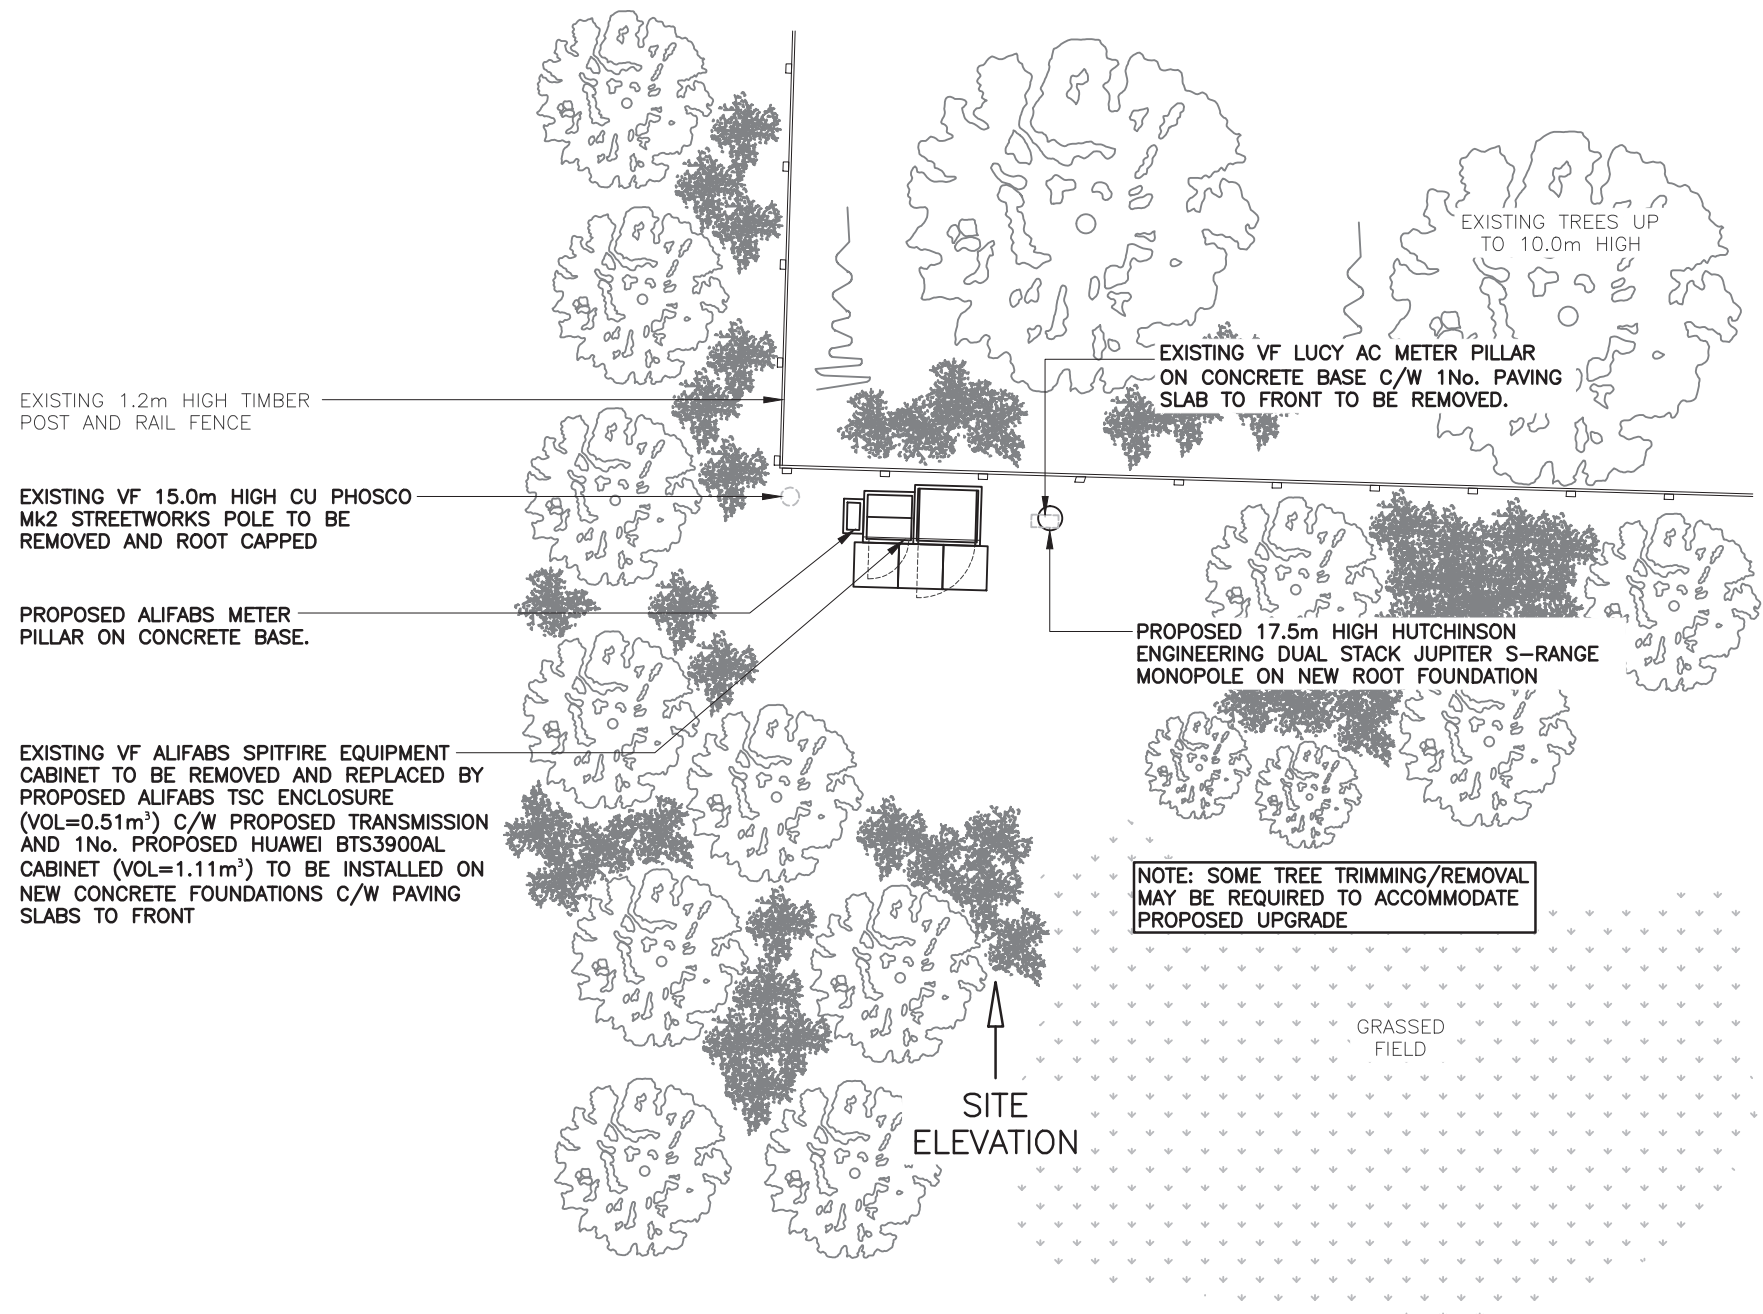 EXISTING TREES UP
TO 10.0m HIGH
EXISTING VF LUCY AC METER PILLAR
ON CONCRETE BASE C/W 1No. PAVING
SLAB TO FRONT TO BE REMOVED.
EXISTING 1.2m HIGH TIMBER
POST AND RAIL FENCE
EXISTING VF 15.0m HIGH CU PHOSCO
Mk2 STREETWORKS POLE TO BE
REMOVED AND ROOT CAPPED
PROPOSED ALIFABS METER
PILLAR ON CONCRETE BASE.
PROPOSED 17.5m HIGH HUTCHINSON
ENGINEERING DUAL STACK JUPITER S-RANGE
MONOPOLE ON NEW ROOT FOUNDATION
EXISTING VF ALIFABS SPITFIRE EQUIPMENT
CABINET TO BE REMOVED AND REPLACED BY
PROPOSED ALIFABS TSC ENCLOSURE
(VOL=0.51m³) C/W PROPOSED TRANSMISSION
AND 1No. PROPOSED HUAWEI BTS3900AL
CABINET (VOL=1.11m³) TO BE INSTALLED ON
NEW CONCRETE FOUNDATIONS C/W PAVING
SLABS TO FRONT
NOTE: SOME TREE TRIMMING/REMOVAL
MAY BE REQUIRED TO ACCOMMODATE
PROPOSED UPGRADE
GRASSED
FIELD
SITE
ELEVATION